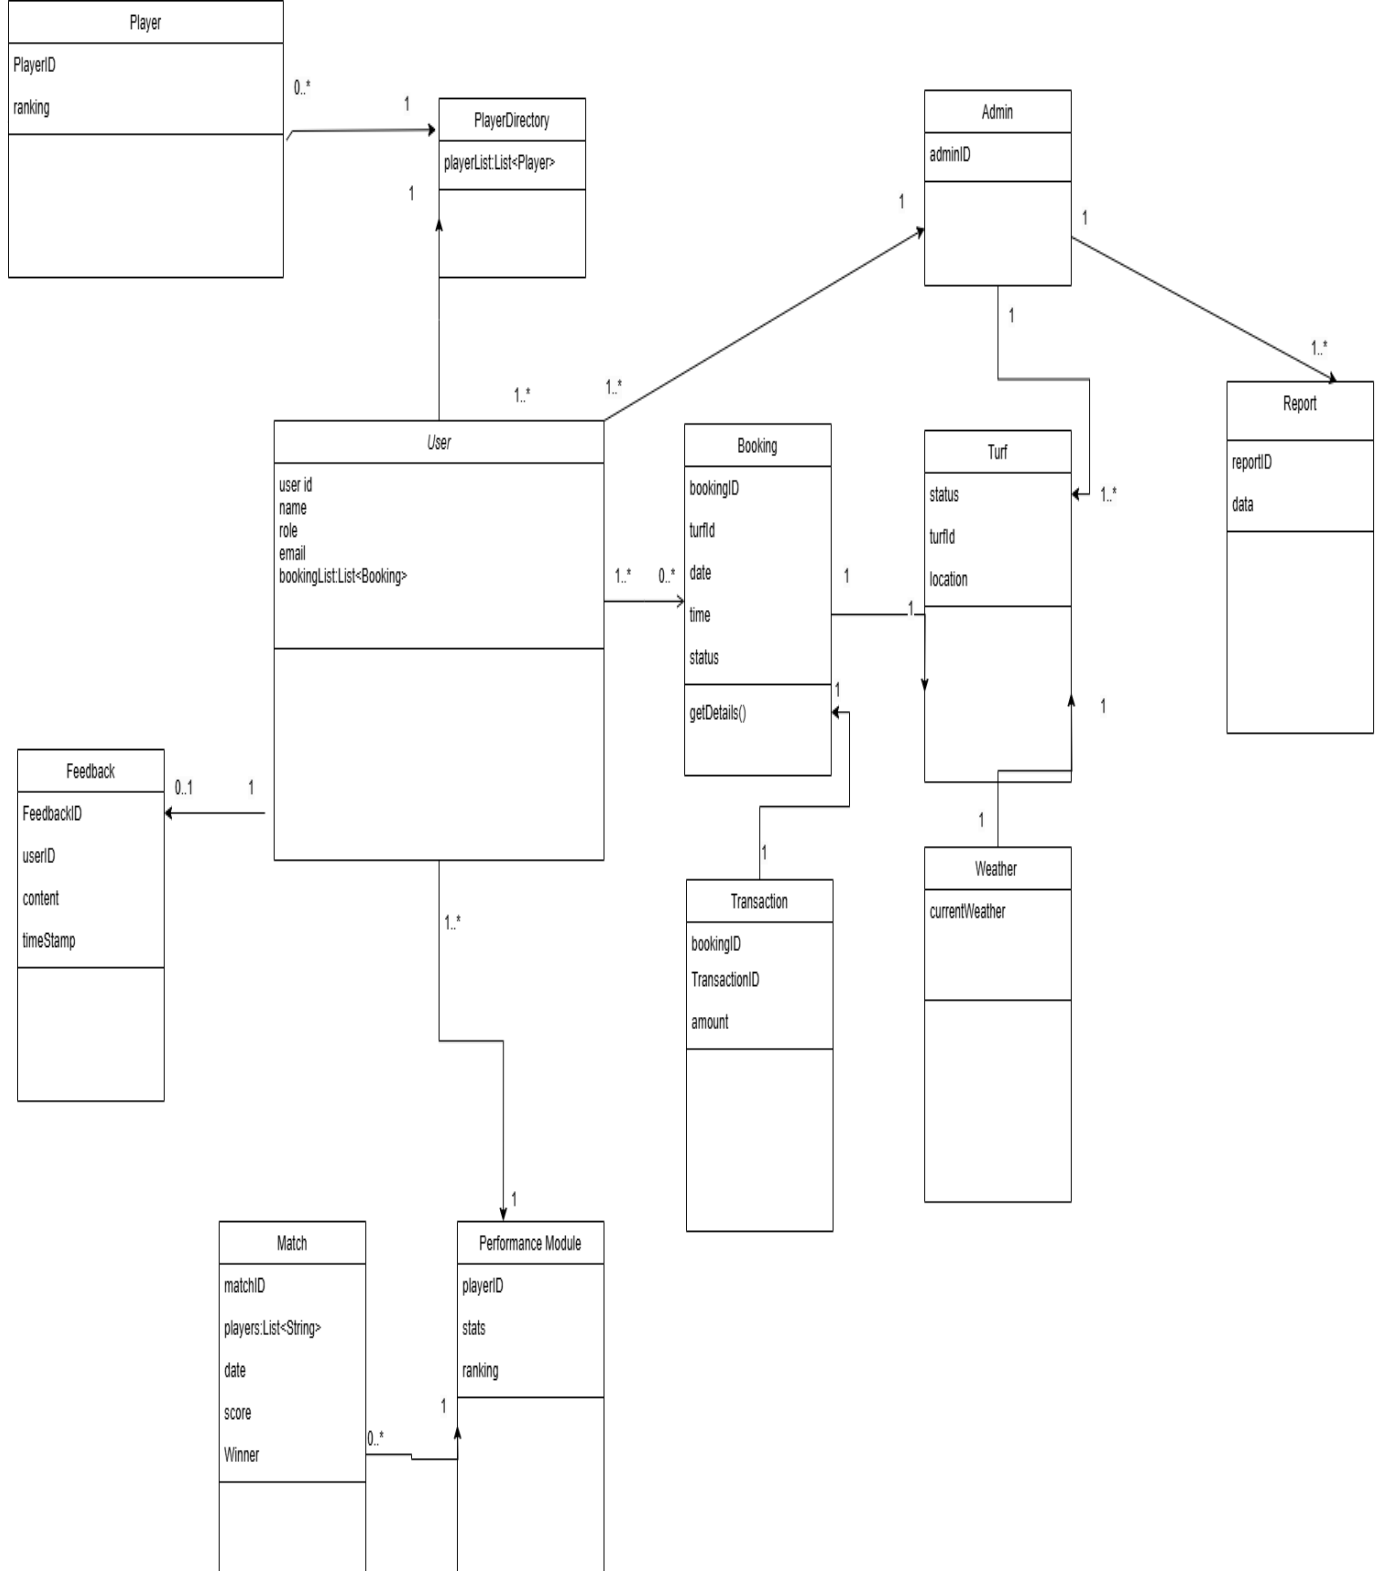 Player
PlayerID
ranking
0..*
1
PlayerDirectory
playerList:List<Player>
1
Admin
adminID
1
1
1
1..*
Report
reportID
data
1..*
1..*
User
user id
name
role
email
bookingList:List<Booking>
1..*
0..*
Booking
bookingID
turfId
date
time
status
getDetails()
1
1
1
Turf
status
turfId
location
1..*
1
1
Feedback
FeedbackID
userID
content
timeStamp
0..1
1
1..*
1
Transaction
bookingID
TransactionID
amount
Weather
currentWeather
1
Match
matchID
players:List<String>
date
score
Winner
0..*
1
Performance Module
playerID
stats
ranking